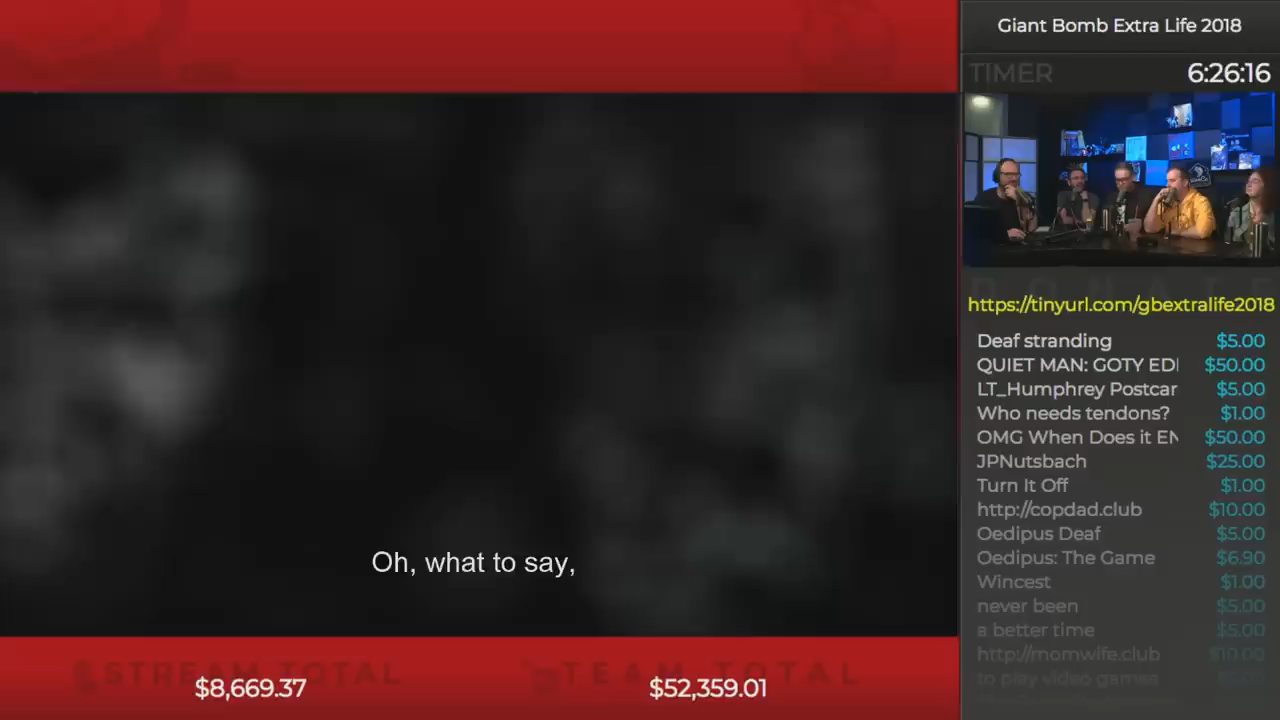 Giant Bomb Extra Life 2018
TIMER
6:26:16
DONATE
https://tinyurl.com/gbextralife2018
Deaf stranding $5.00
QUIET MAN: GOTY EDI $50.00
LT_Humphrey Postcar $5.00
Who needs tendons? $1.00
OMG When Does it EN $50.00
JPNutsbach $25.00
Turn It Off $1.00
http://copdad.club $10.00
Oedipus Deaf $5.00
Oedipus: The Game $6.90
Wincest $1.00
never been $5.00
a better time $5.00
http://momwife.club $10.00
to play video games
Oh, what to say,
STREAM TOTAL
$8,669.37
TEAM TOTAL
$52,359.01